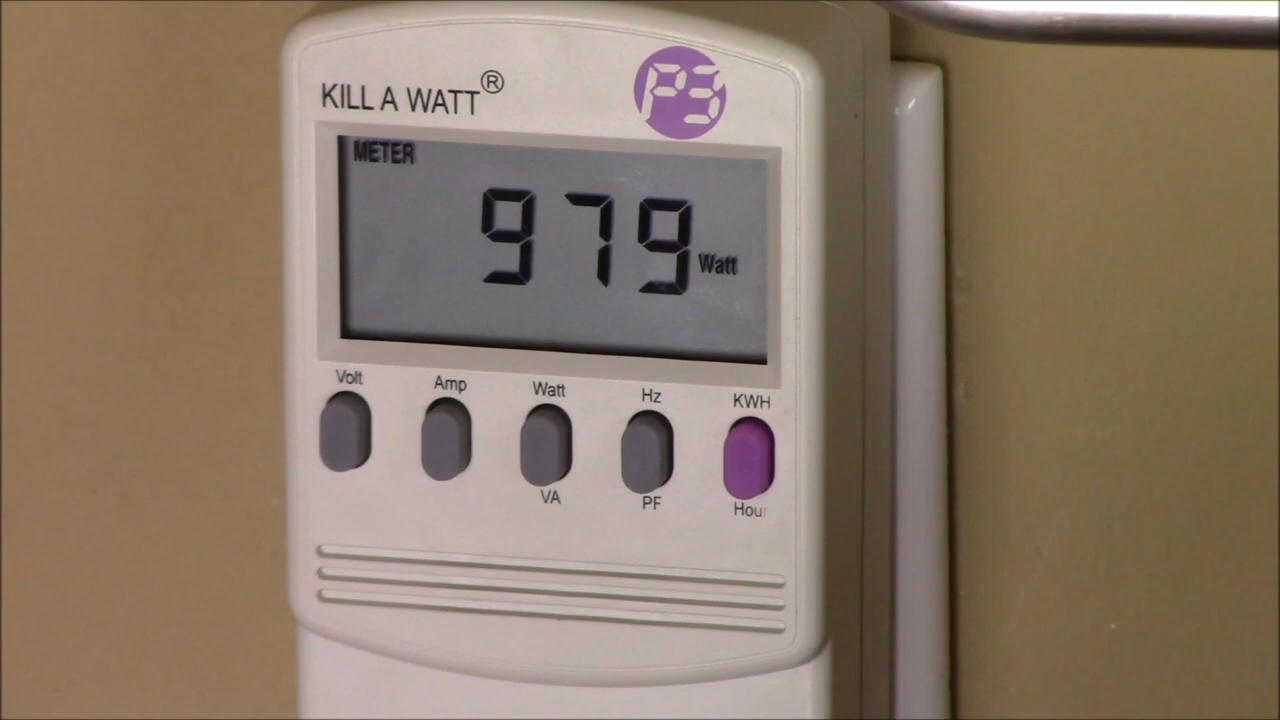 KILL A WATT®
P3
METER
979 Watt
Volt Amp Watt Hz KWH
VA PF Hour